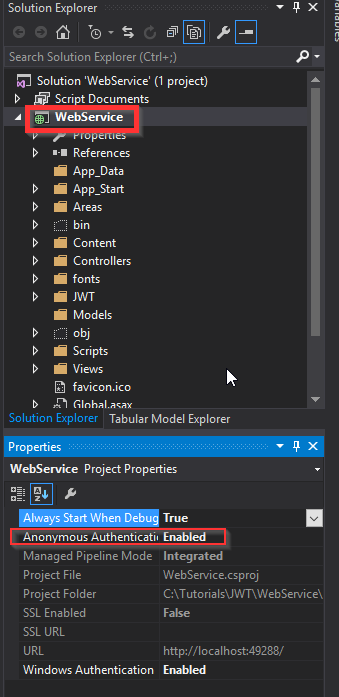 Solution Explorer
Search Solution Explorer (Ctrl+;)
Solution 'WebService' (1 project)
Script Documents
WebService
Properties
References
App_Data
App_Start
Areas
bin
Content
Controllers
fonts
JWT
Models
obj
Scripts
Views
favicon.ico
Global.asax
Solution Explorer Tabular Model Explorer
Properties
WebService Project Properties
Always Start When Debug True
Anonymous Authenticati Enabled
Managed Pipeline Mode Integrated
Project File WebService.csproj
Project Folder C:\Tutorials\JWT\WebService\
SSL Enabled False
SSL URL
URL http://localhost:49288/
Windows Authentication Enabled